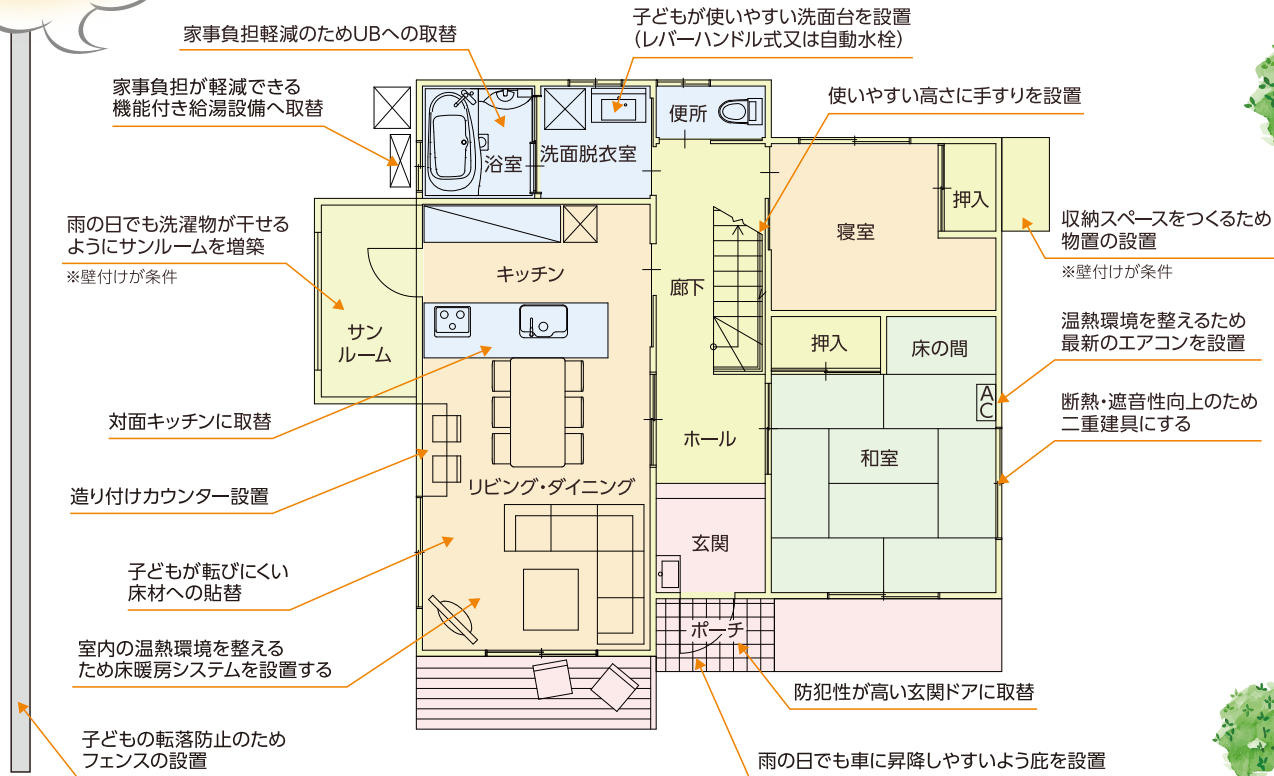 家事負担軽減のためUBへの取替
子どもが使いやすい洗面台を設置
（レバーハンドル式又は自動水栓）
家事負担が軽減できる
機能付き給湯設備へ取替
使いやすい高さに手すりを設置
便所
浴室
洗面脱衣室
押入
寝室
雨の日でも洗濯物が干せる
ようにサンルームを増築
※壁付けが条件
収納スペースをつくるため
物置の設置
※壁付けが条件
キッチン
廊下
サン
ルーム
押入
床の間
温熱環境を整えるため
最新のエアコンを設置
AC
対面キッチンに取替
断熱・遮音性向上のため
二重建具にする
ホール
和室
造り付けカウンター設置
リビング・ダイニング
玄関
子どもが転びにくい
床材への貼替
ポーチ
室内の温熱環境を整える
ため床暖房システムを設置する
防犯性が高い玄関ドアに取替
子どもの転落防止のため
フェンスの設置
雨の日でも車に昇降しやすいよう庇を設置